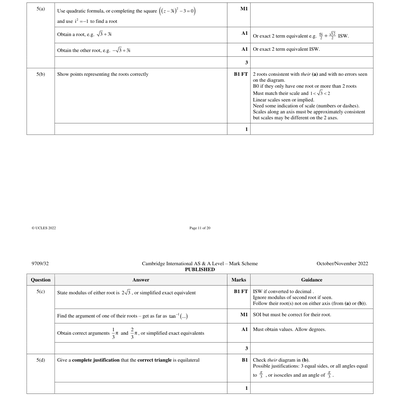 5(a) Use quadratic formula, or completing the square ((z − 3i)² − 3 = 0) M1
and use i² = −1 to find a root
Obtain a root, e.g. √3 + 3i A1 Or exact 2 term equivalent e.g. ISW.
Obtain the other root, e.g. −√3 + 3i A1 Or exact 2 term equivalent ISW.
3
5(b) Show points representing the roots correctly B1 FT 2 roots consistent with their (a) and with no errors
seen on the diagram.
B0 if they only have one root or more than 2 roots
Must match their scale and 1 < √3 < 2
Linear scales seen or implied.
Need some indication of scale (numbers or dashes).
Scales along an axis must be approximately consistent
but scales may be different on the 2 axes.
1
© UCLES 2022 Page 11 of 20
9709/32 Cambridge International AS & A Level – Mark Scheme October/November 2022
PUBLISHED
Question Answer Marks Guidance
5(c) State modulus of either root is 2√3, or simplified exact equivalent B1 FT ISW if converted to decimal .
Ignore modulus of second root if seen.
Follow their root(s) not on either axis (from (a) or (b)).
Find the argument of one of their roots – get as far as tan⁻¹(...) M1 SOI but must be correct for their root.
Obtain correct arguments 1/3 π and 2/3 π, or simplified exact equivalents A1 Must obtain values. Allow degrees.
3
5(d) Give a complete justification that the correct triangle is equilateral B1 Check their diagram in (b).
Possible justifications: 3 equal sides, or all angles equal
to π/3 , or isosceles and an angle of π/3 .
1